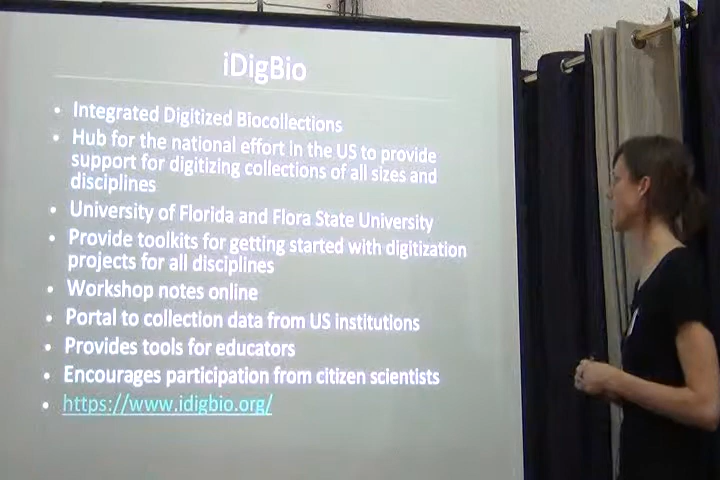 iDigBio
• Integrated Digitized Biocollections
• Hub for the national effort in the US to provide
support for digitizing collections of all sizes and
disciplines
• University of Florida and Flora State University
• Provide toolkits for getting started with digitization
projects for all disciplines
• Workshop notes online
• Portal to collection data from US institutions
• Provides tools for educators
• Encourages participation from citizen scientists
• https://www.idigbio.org/